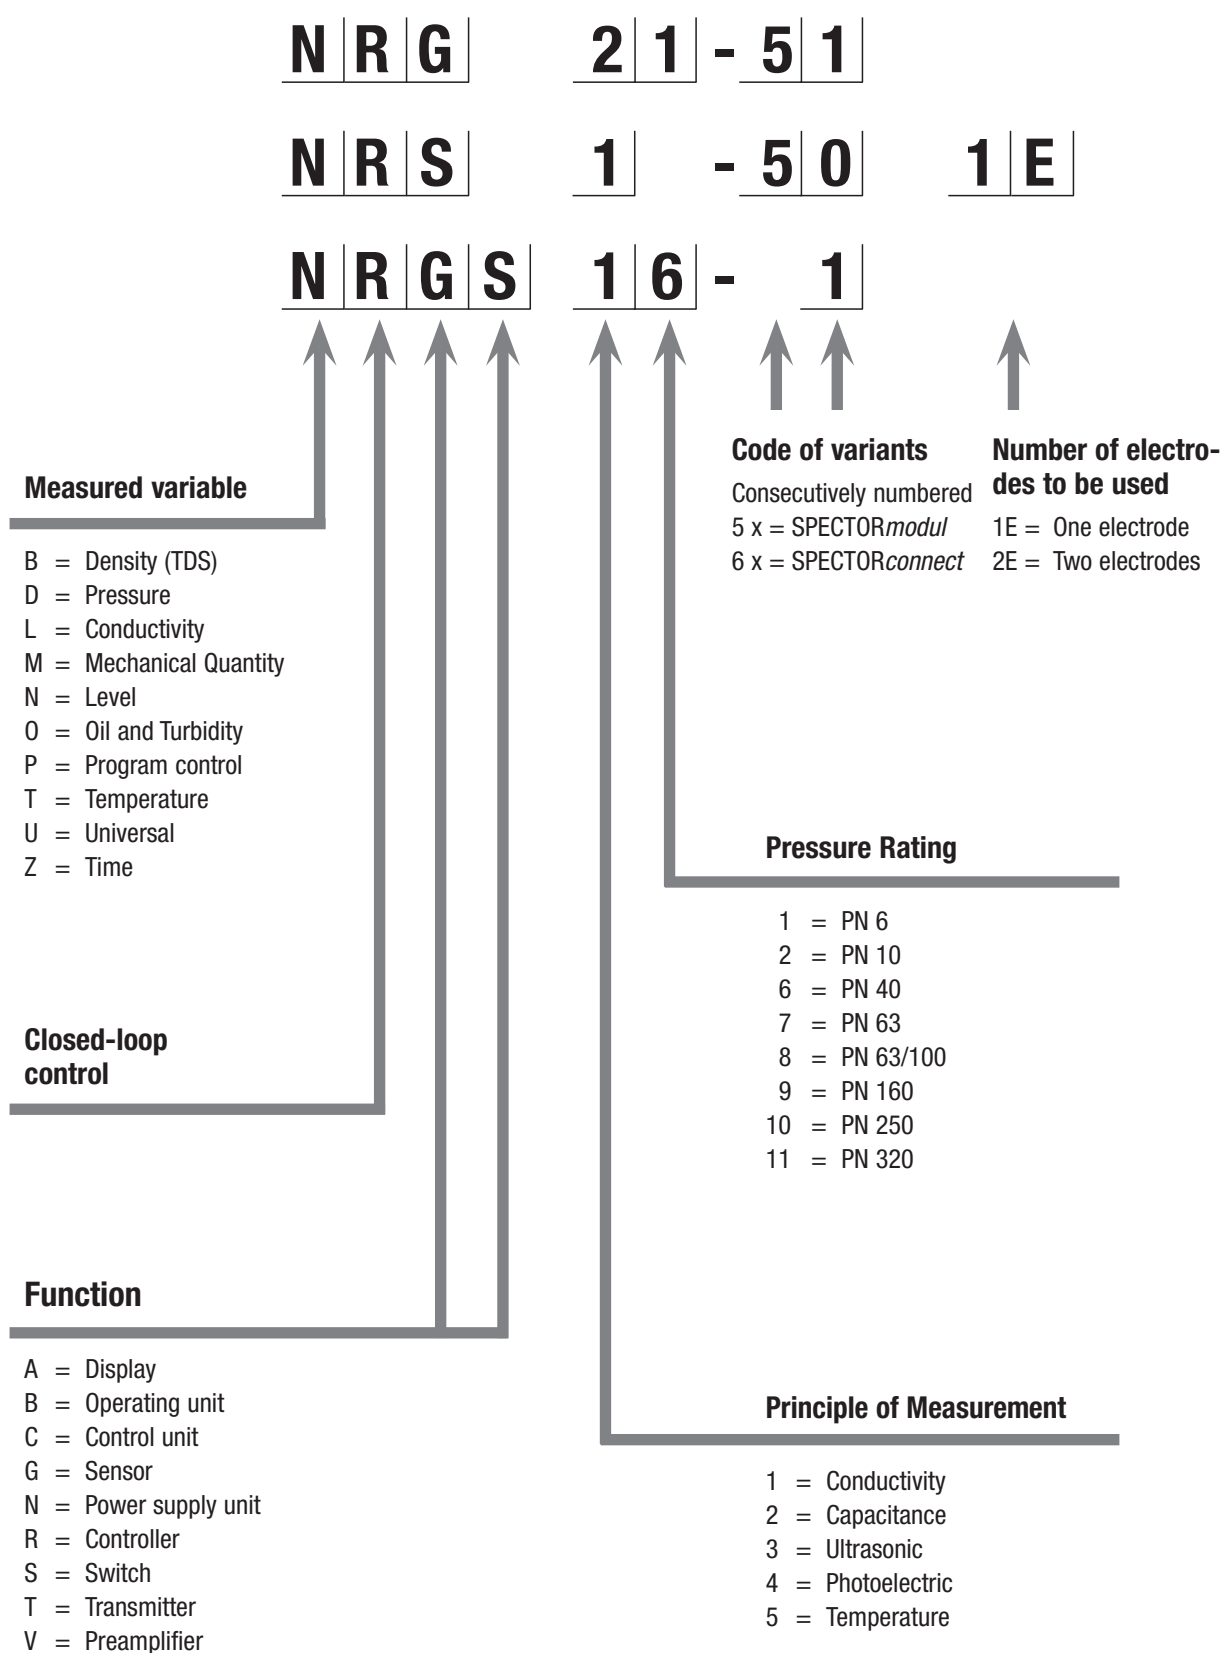 NRG 21-51
NRS 1 -50 1E
NRGS 16- 1
Measured variable
B = Density (TDS)
D = Pressure
L = Conductivity
M = Mechanical Quantity
N = Level
O = Oil and Turbidity
P = Program control
T = Temperature
U = Universal
Z = Time
Closed-loop
control
Function
A = Display
B = Operating unit
C = Control unit
G = Sensor
N = Power supply unit
R = Controller
S = Switch
T = Transmitter
V = Preamplifier
Code of variants
Consecutively numbered
5 x = SPECTORmodul
6 x = SPECTORconnect
Number of electro-
des to be used
1E = One electrode
2E = Two electrodes
Pressure Rating
1 = PN 6
2 = PN 10
6 = PN 40
7 = PN 63
8 = PN 63/100
9 = PN 160
10 = PN 250
11 = PN 320
Principle of Measurement
1 = Conductivity
2 = Capacitance
3 = Ultrasonic
4 = Photoelectric
5 = Temperature